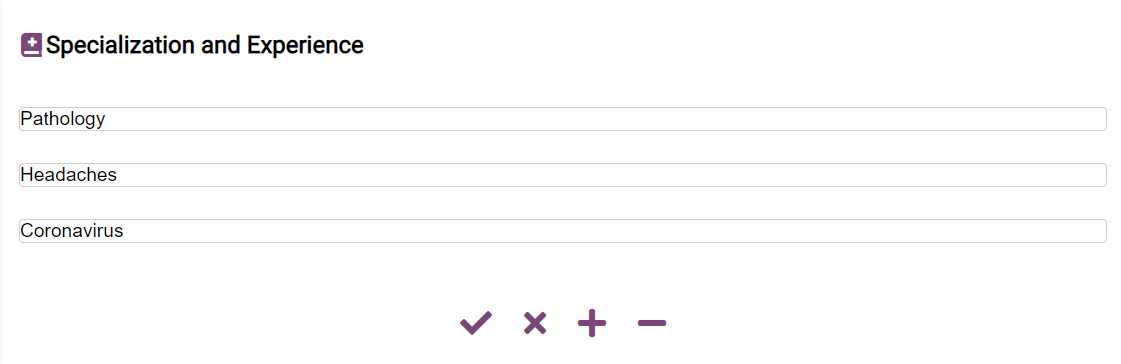 Specialization and Experience
Pathology
Headaches
Coronavirus